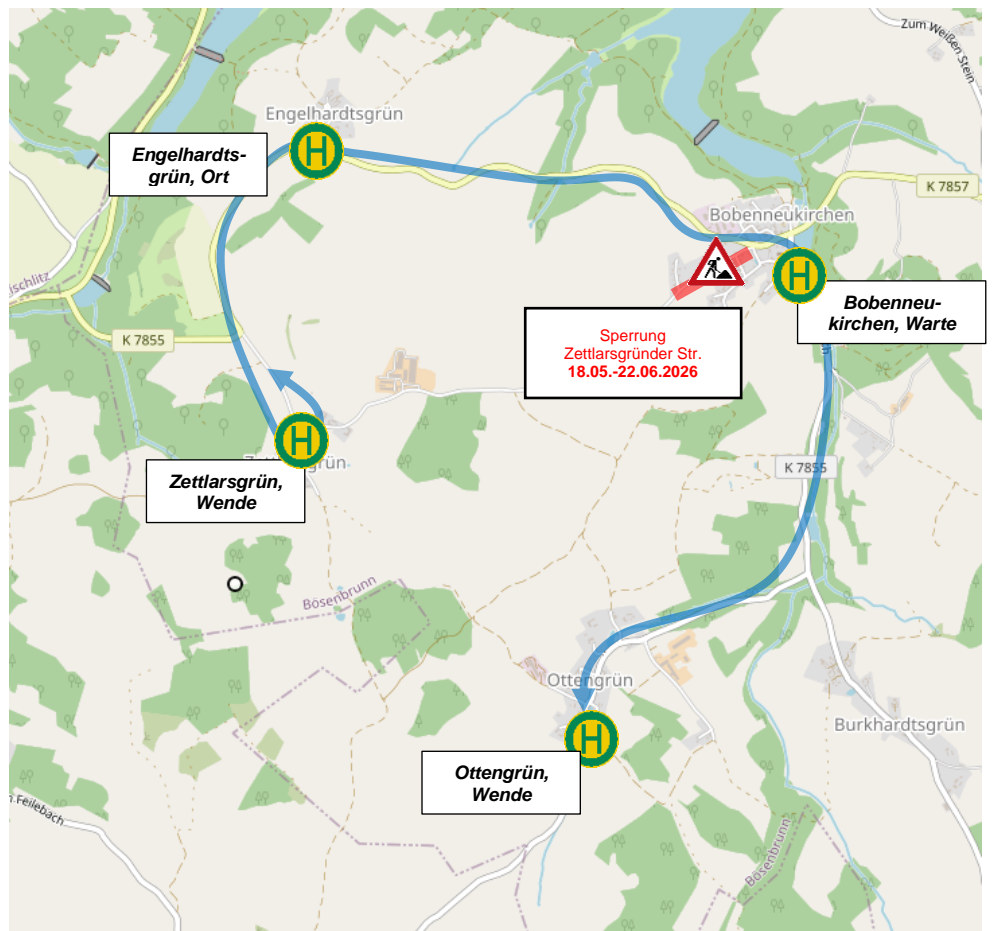 Zum Weißen
Stein
Engelhardtsgrün
H
Engelhardts-
grün, Ort
K 7857
Bobenneukirchen
H
Bobenneu-
kirchen, Warte
Sperrung
Zettlarsgründer Str.
18.05.-22.06.2026
K 7855
H
Zettlarsgrün,
Wende
K 7855
Bösenbrunn
Ottengrün
H
Ottengrün,
Wende
Burkhardtsgrün
Feilebach
Bösenbrunn